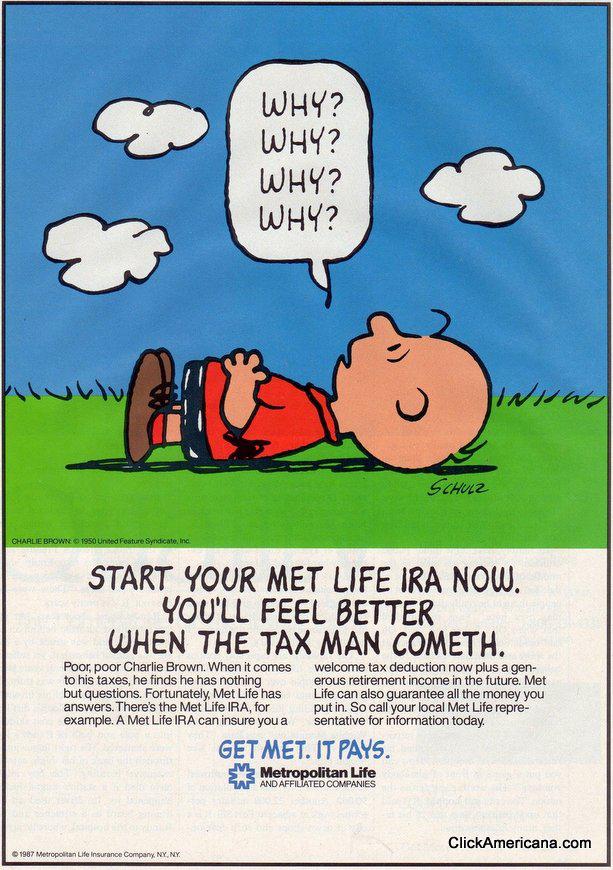 WHY?
WHY?
WHY?
WHY?
SCHULZ
CHARLIE BROWN: © 1950 United Feature Syndicate, Inc.
START YOUR MET LIFE IRA NOW.
YOU'LL FEEL BETTER
WHEN THE TAX MAN COMETH.
Poor, poor Charlie Brown. When it comes
to his taxes, he finds he has nothing
but questions. Fortunately, Met Life has
answers. There's the Met Life IRA, for
example. A Met Life IRA can insure you a
welcome tax deduction now plus a gen-
erous retirement income in the future. Met
Life can also guarantee all the money you
put in. So call your local Met Life repre-
sentative for information today.
GET MET. IT PAYS.
Metropolitan Life
AND AFFILIATED COMPANIES
© 1987 Metropolitan Life Insurance Company, N.Y., N.Y.
ClickAmericana.com